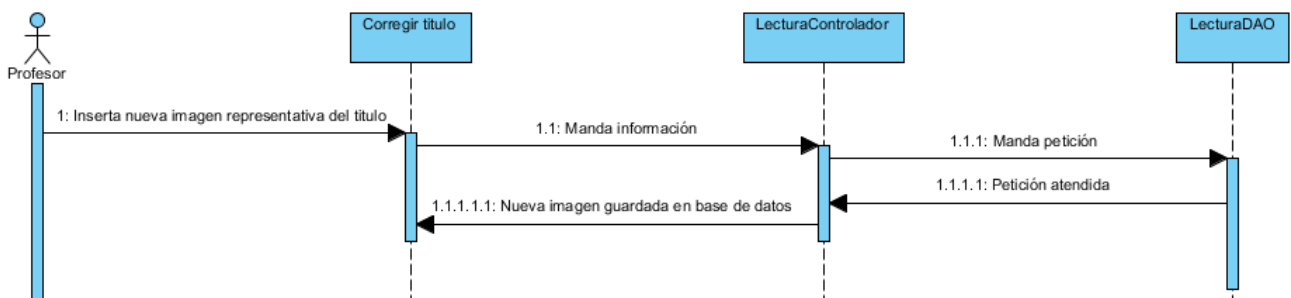 Profesor
Corregir titulo
LecturaControlador
LecturaDAO
1: Inserta nueva imagen representativa del titulo
1.1: Manda información
1.1.1: Manda petición
1.1.1.1: Petición atendida
1.1.1.1.1: Nueva imagen guardada en base de datos